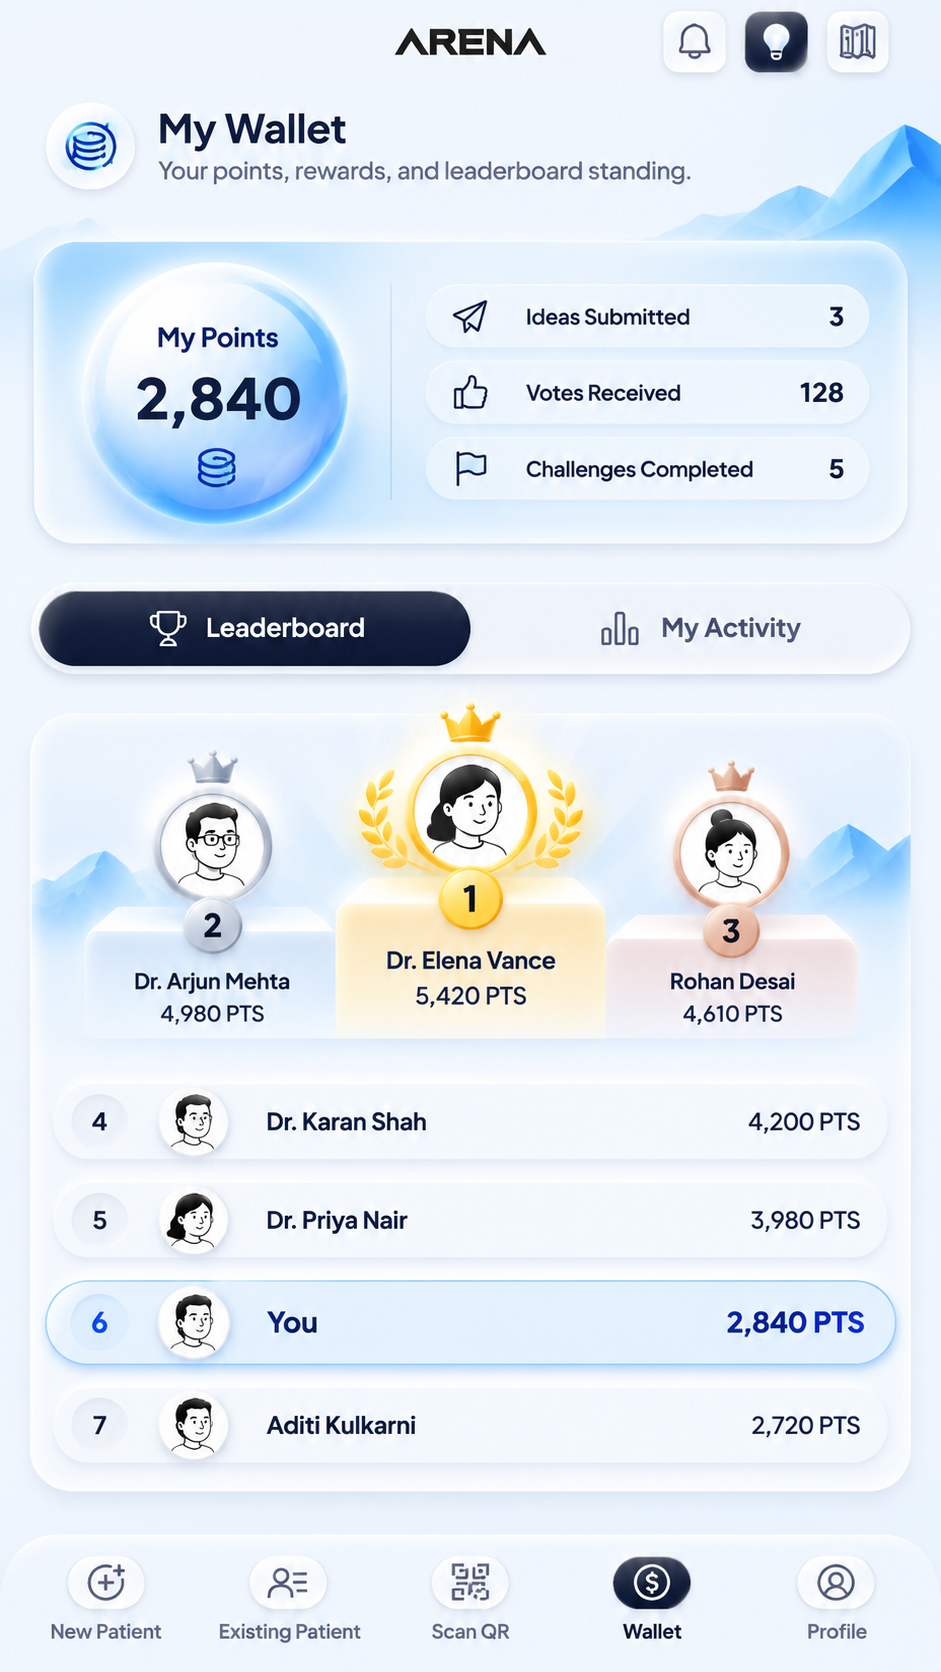 ARENA
My Wallet
Your points, rewards, and leaderboard standing.
My Points
2,840
Ideas Submitted 3
Votes Received 128
Challenges Completed 5
Leaderboard
My Activity
1
Dr. Elena Vance
5,420 PTS
2
Dr. Arjun Mehta
4,980 PTS
3
Rohan Desai
4,610 PTS
4 Dr. Karan Shah 4,200 PTS
5 Dr. Priya Nair 3,980 PTS
6 You 2,840 PTS
7 Aditi Kulkarni 2,720 PTS
New Patient
Existing Patient
Scan QR
$
Wallet
Profile